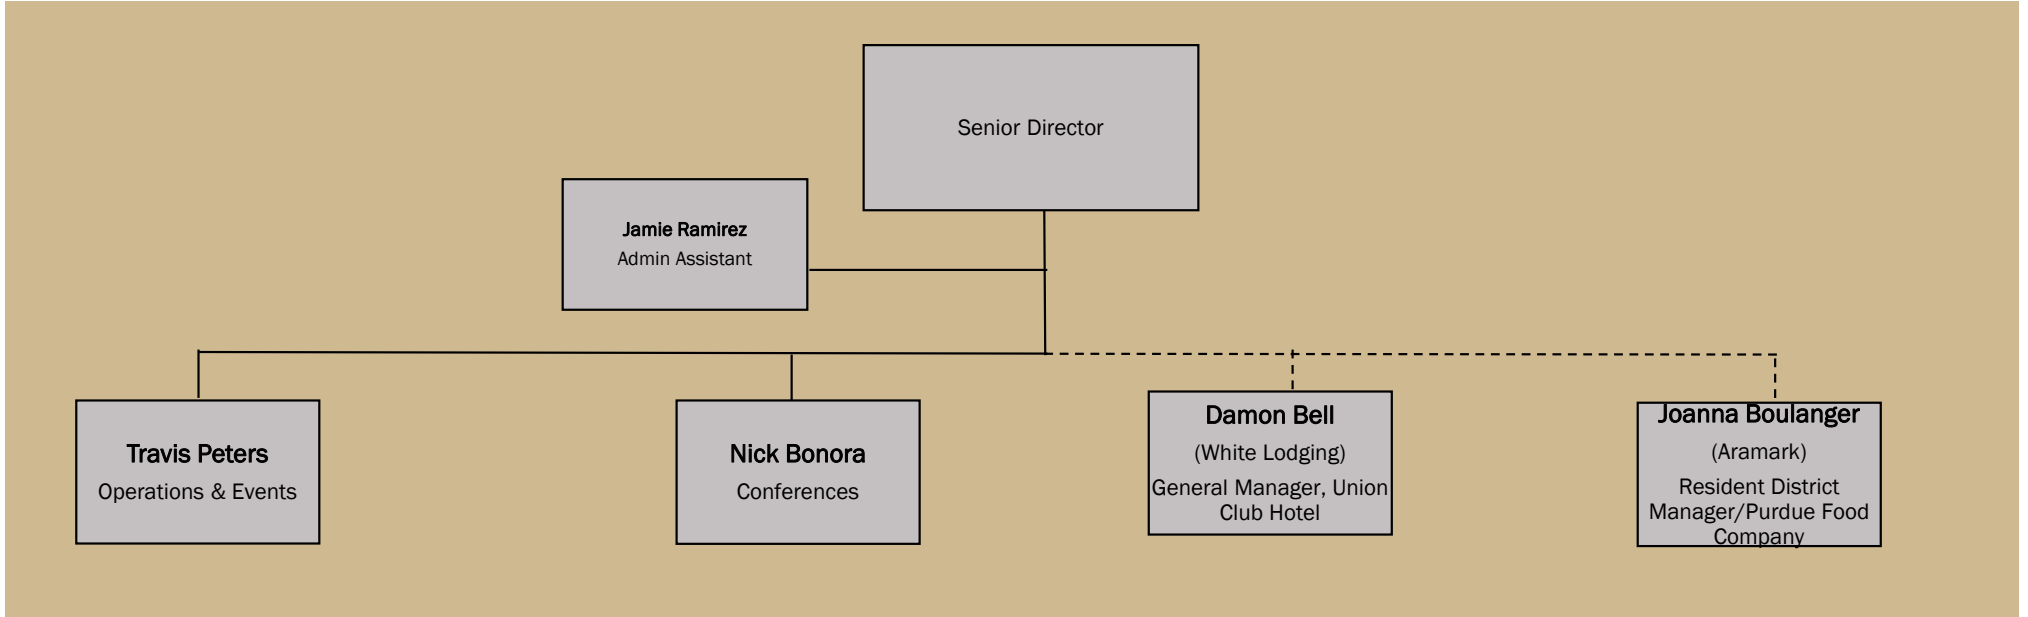 Senior Director
Jamie Ramirez
Admin Assistant
Travis Peters
Operations & Events
Nick Bonora
Conferences
Damon Bell
(White Lodging)
General Manager, Union
Club Hotel
Joanna Boulanger
(Aramark)
Resident District
Manager/Purdue Food
Company